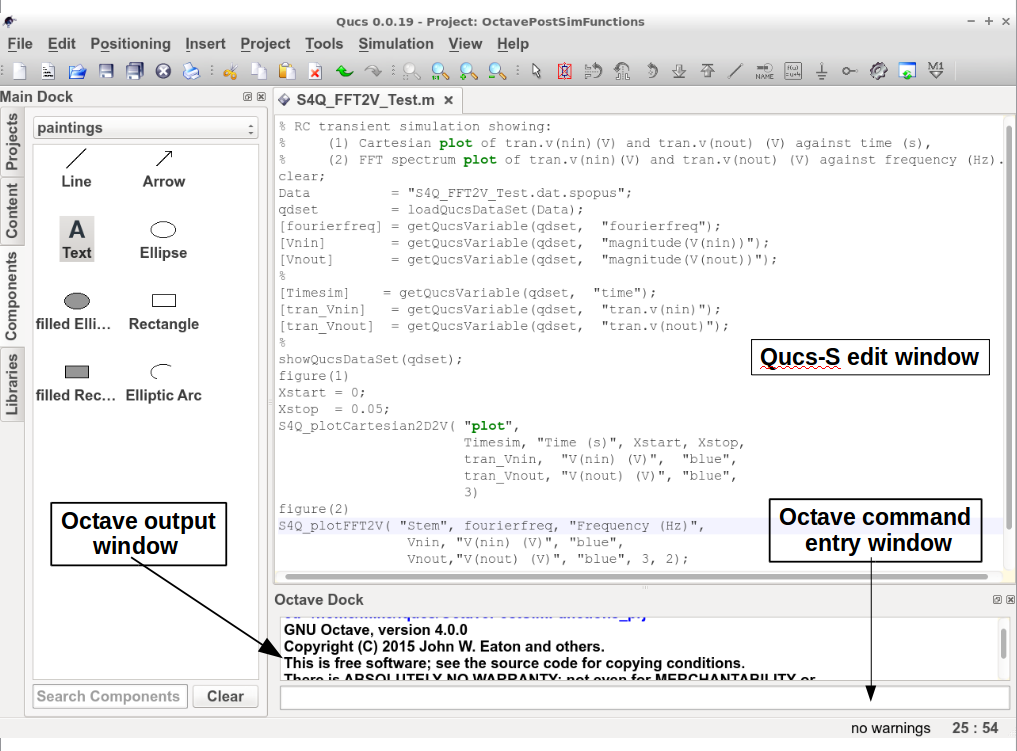 Qucs 0.0.19 - Project: OctavePostSimFunctions
File Edit Positioning Insert Project Tools Simulation View Help
NAME
M1
Main Dock
Projects
Content
Components
Libraries
paintings
Line
Arrow
A
Text
Ellipse
filled Elli...
Rectangle
filled Rec...
Elliptic Arc
Search Components
Clear
S4Q_FFT2V_Test.m
% RC transient simulation showing:
% (1) Cartesian plot of tran.v(nin)(V) and tran.v(nout) (V) against time (s),
% (2) FFT spectrum plot of tran.v(nin)(V) and tran.v(nout) (V) against frequency (Hz).
clear;
Data = "S4Q_FFT2V_Test.dat.spopus";
qdset = loadQucsDataSet(Data);
[fourierfreq] = getQucsVariable(qdset, "fourierfreq");
[Vnin] = getQucsVariable(qdset, "magnitude(V(nin))");
[Vnout] = getQucsVariable(qdset, "magnitude(V(nout))");
%
[Timesim] = getQucsVariable(qdset, "time");
[tran_Vnin] = getQucsVariable(qdset, "tran.v(nin)");
[tran_Vnout] = getQucsVariable(qdset, "tran.v(nout)");
%
showQucsDataSet(qdset);
figure(1)
Xstart = 0;
Xstop = 0.05;
S4Q_plotCartesian2D2V( "plot",
Timesim, "Time (s)", Xstart, Xstop,
tran_Vnin, "V(nin) (V)", "blue",
tran_Vnout, "V(nout) (V)", "blue",
3)
figure(2)
S4Q_plotFFT2V( "Stem", fourierfreq, "Frequency (Hz)",
Vnin, "V(nin) (V)", "blue",
Vnout,"V(nout) (V)", "blue", 3, 2);
Qucs-S edit window
Octave output
window
Octave command
entry window
Octave Dock
GNU Octave, version 4.0.0
Copyright (C) 2015 John W. Eaton and others.
This is free software; see the source code for copying conditions.
There is ABSOLUTELY NO WARRANTY; not even for MERCHANTABILITY or
no warnings
25 : 54